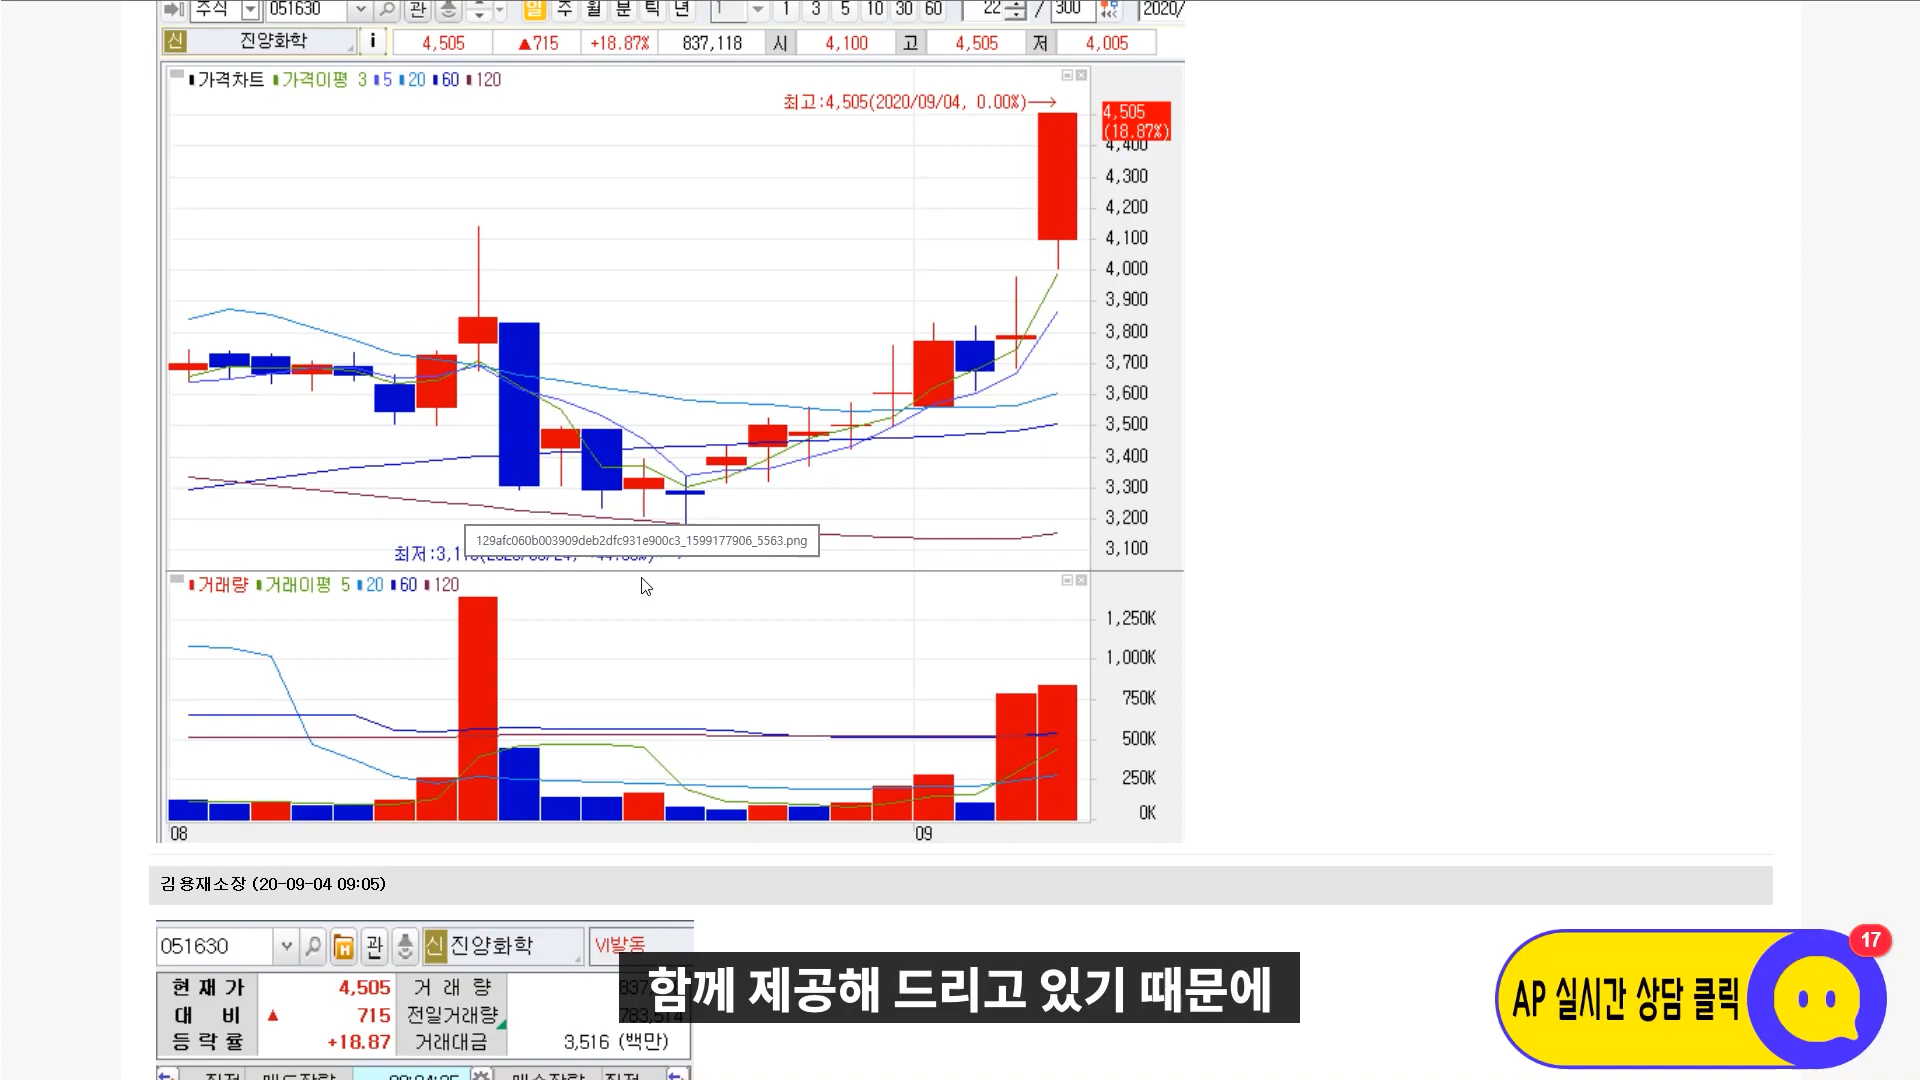 주식 051630 관 일 주 월 분 틱 년 1 1 3 5 10 30 60 22 / 300 2020/
신 진양화학 i 4,505 ▲715 +18.87% 837,118 시 4,100 고 4,505 저 4,005
가격차트 가격이평 3 5 20 60 120
최고:4,505(2020/09/04, 0.00%)→
4,505
(18.87%)
4,400
4,300
4,200
4,100
4,000
3,900
3,800
3,700
3,600
3,500
3,400
3,300
3,200
3,100
129afc060b003909deb2dfc931e900c3_1599177906_5563.png
거래량 거래이평 5 20 60 120
1,250K
1,000K
750K
500K
250K
0K
08 09
김용재소장 (20-09-04 09:05)
051630 관 신 진양화학 VI발동
현재가 4,505 거래량
대비 ▲ 715 전일거래량
등락율 +18.87 거래대금 3,516 (백만)
함께 제공해 드리고 있기 때문에
AP 실시간 상담 클릭
17